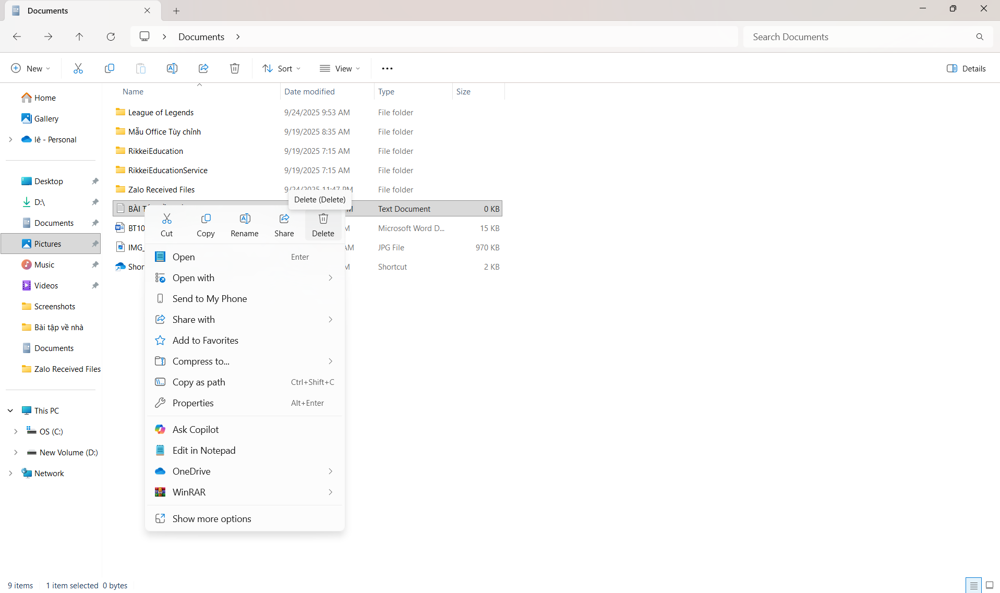 Documents
Documents
Search Documents
New
Sort
View
Details
Name
Date modified
Type
Size
Home
Gallery
lê - Personal
Desktop
D:\
Documents
Pictures
Music
Videos
Screenshots
Bài tập về nhà
Documents
Zalo Received Files
This PC
OS (C:)
New Volume (D:)
Network
League of Legends 9/24/2025 9:53 AM File folder
Mẫu Office Tùy chỉnh 9/19/2025 8:35 AM File folder
RikkeiEducation 9/19/2025 7:15 AM File folder
RikkeiEducationService 9/19/2025 7:15 AM File folder
Zalo Received Files 9/24/2025 11:47 PM File folder
Delete (Delete)
BÀI Text Document 0 KB
BT10 Microsoft Word D... 15 KB
IMG_ AM JPG File 970 KB
Shor Shortcut 2 KB
Cut
Copy
Rename
Share
Delete
Open Enter
Open with
Send to My Phone
Share with
Add to Favorites
Compress to...
Copy as path Ctrl+Shift+C
Properties Alt+Enter
Ask Copilot
Edit in Notepad
OneDrive
WinRAR
Show more options
9 items 1 item selected 0 bytes